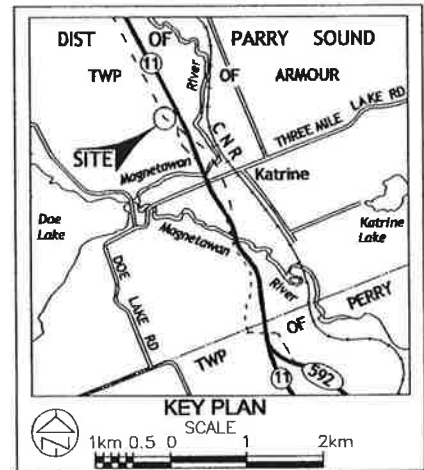 DIST OF PARRY SOUND
TWP OF ARMOUR
11
River
CNR
THREE MILE LAKE RD
SITE
Magnetawan
Katrine
Doe
Lake
Katrine
Lake
Magnetawan
River
DOE LAKE RD
TWP OF PERRY
11
592
KEY PLAN
SCALE
1km 0.5 0 1 2km
N